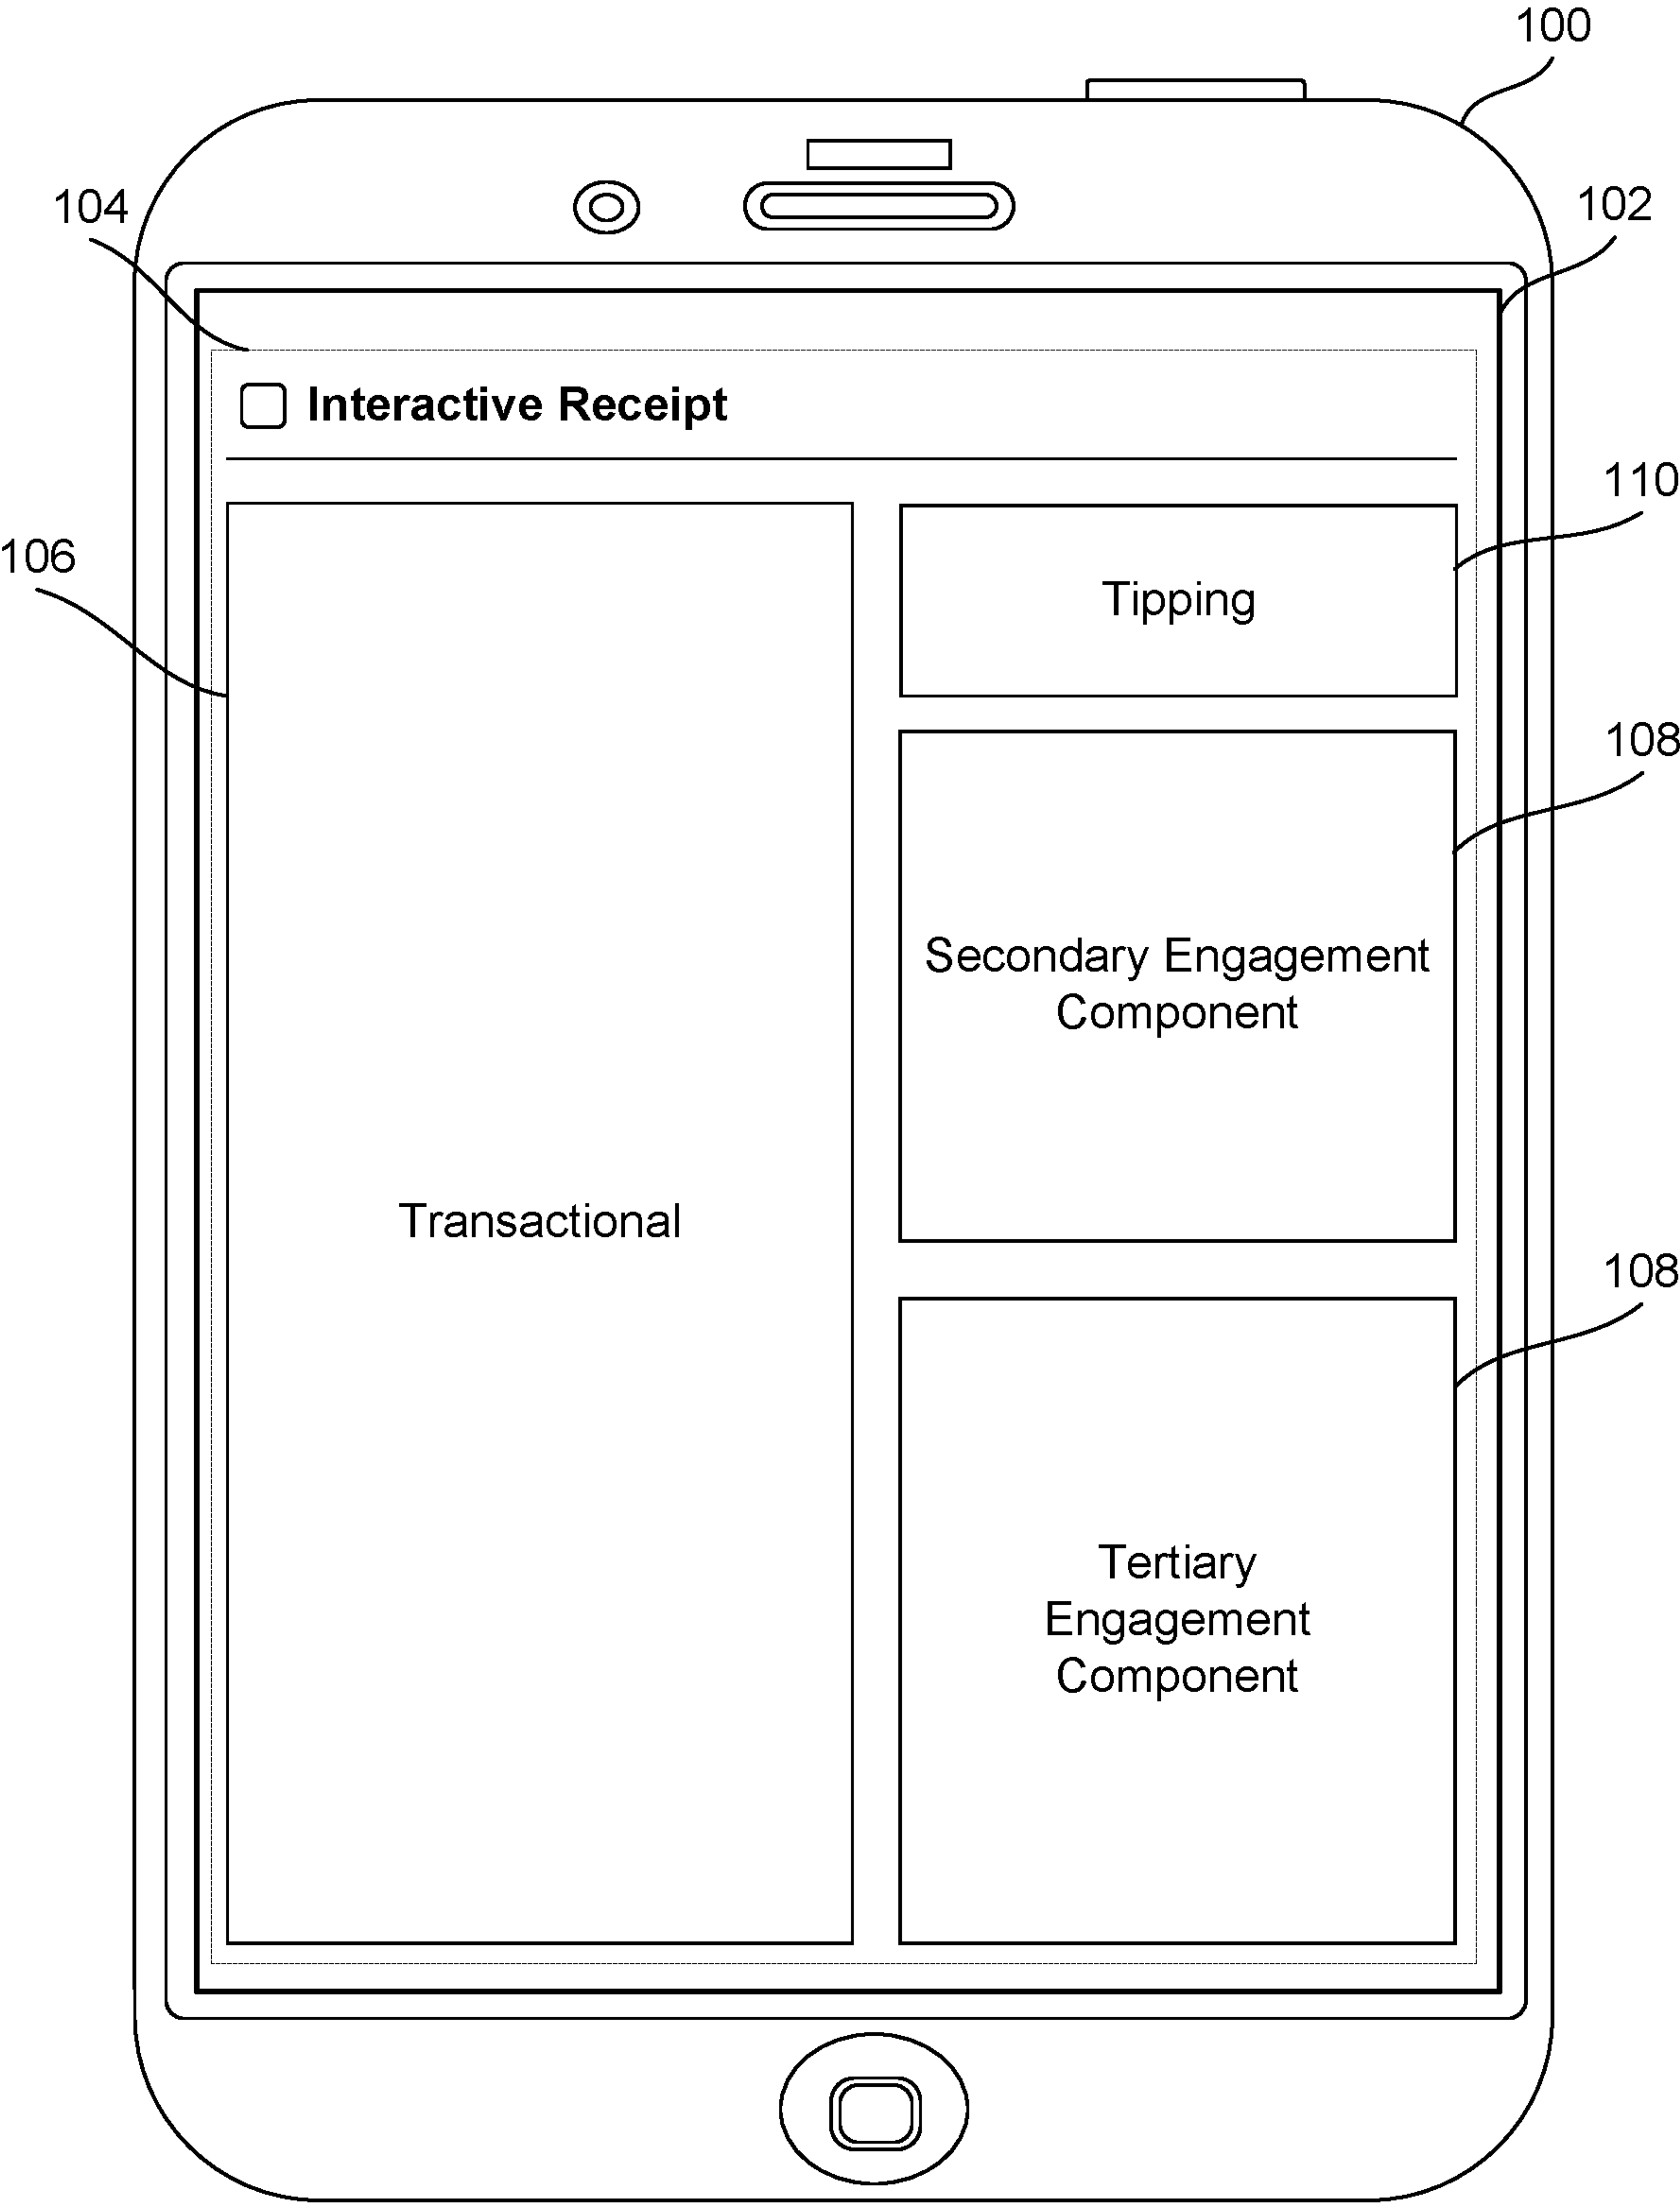 100
104
102
Interactive Receipt
110
106
Tipping
108
Secondary Engagement
Component
Transactional
108
Tertiary
Engagement
Component